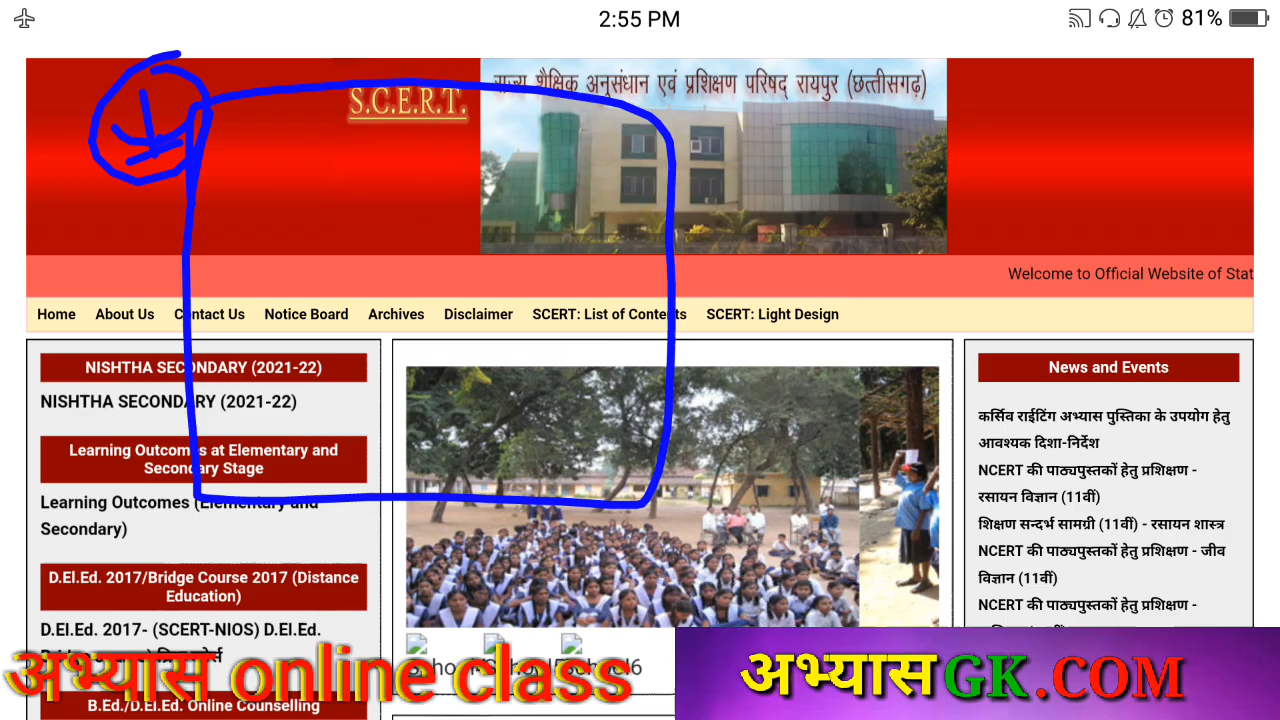 2:55 PM
81%
राज्य शैक्षिक अनुसंधान एवं प्रशिक्षण परिषद् रायपुर (छत्तीसगढ़)
S.C.E.R.T.
Welcome to Official Website of Stat
Home About Us Contact Us Notice Board Archives Disclaimer SCERT: List of Contents SCERT: Light Design
NISHTHA SECONDARY (2021-22)
NISHTHA SECONDARY (2021-22)
Learning Outcomes at Elementary and
Secondary Stage
Learning Outcomes (Elementary and
Secondary)
D.El.Ed. 2017/Bridge Course 2017 (Distance
Education)
D.El.Ed. 2017- (SCERT-NIOS) D.El.Ed.
B.Ed./D.El.Ed. Online Counselling
News and Events
कर्सिव राईटिंग अभ्यास पुस्तिका के उपयोग हेतु
आवश्यक दिशा-निर्देश
NCERT की पाठ्यपुस्तकों हेतु प्रशिक्षण -
रसायन विज्ञान (11वीं)
शिक्षण सन्दर्भ सामग्री (11वीं) - रसायन शास्त्र
NCERT की पाठ्यपुस्तकों हेतु प्रशिक्षण - जीव
विज्ञान (11वीं)
NCERT की पाठ्यपुस्तकों हेतु प्रशिक्षण -
अभ्यास online class
अभ्यासGK.COM